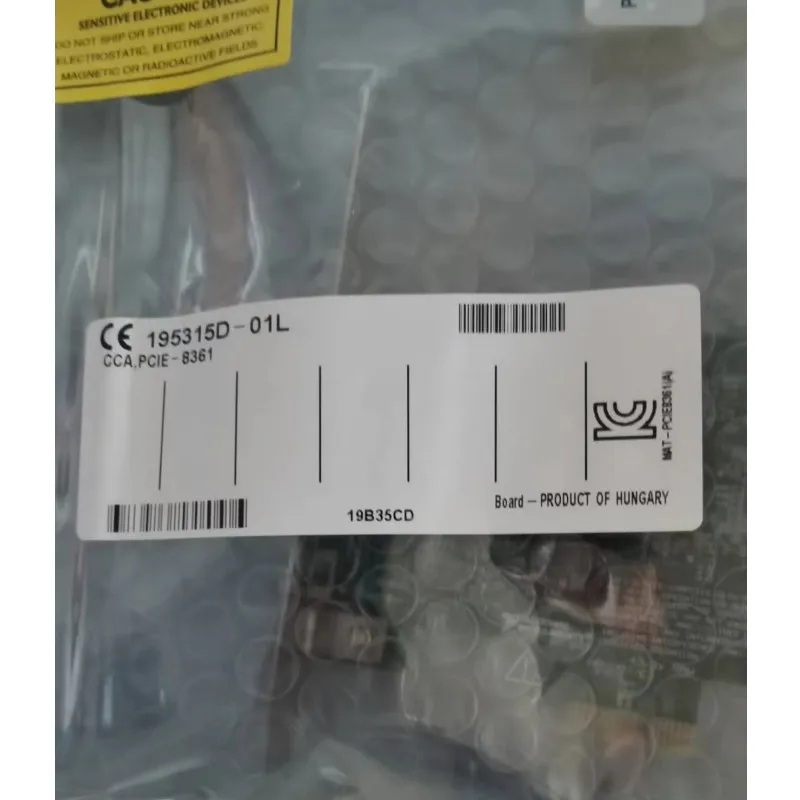 SENSITIVE ELECTRONIC DEVICES
DO NOT SHIP OR STORE NEAR STRONG
ELECTROSTATIC, ELECTROMAGNETIC,
MAGNETIC OR RADIOACTIVE FIELDS
CE 195315D-01L
CCA,PCIE-8361
MAT-PCIE8361(A)
19B35CD
Board - PRODUCT OF HUNGARY